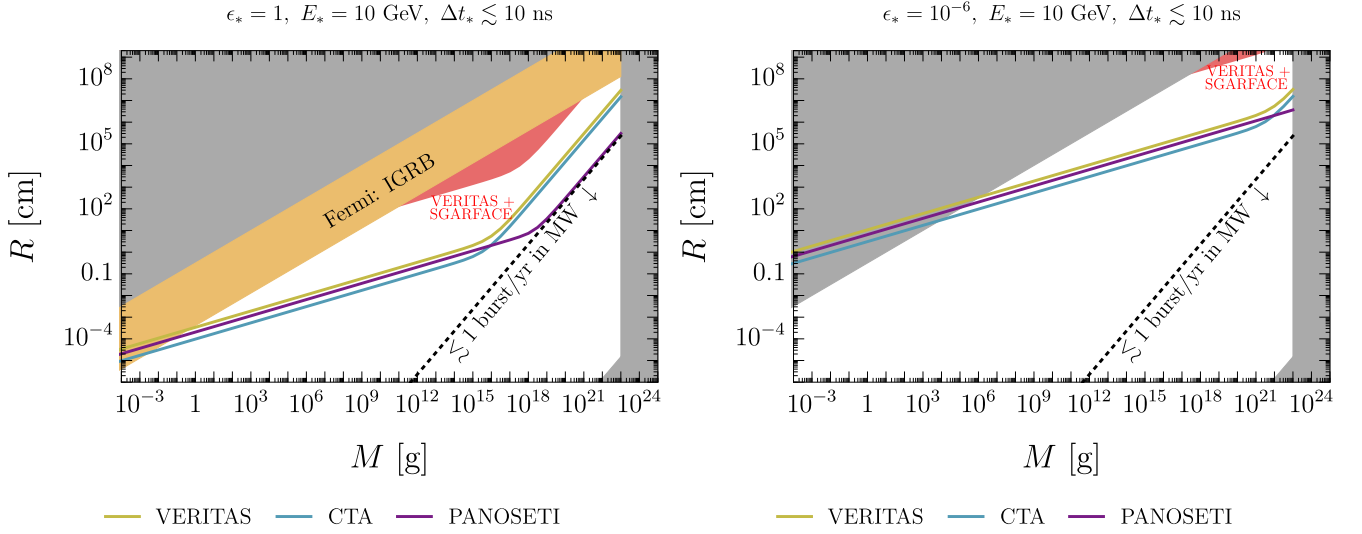 ϵ∗ = 1, E∗ = 10 GeV, Δt∗ ≲ 10 ns
R [cm]
10⁸
10⁵
10²
0.1
10⁻⁴
Fermi: IGRB
VERITAS +
SGARFACE
≲ 1 burst/yr in MW ↓
10⁻³ 1 10³ 10⁶ 10⁹ 10¹² 10¹⁵ 10¹⁸ 10²¹ 10²⁴
M [g]
VERITAS CTA PANOSETI
ϵ∗ = 10⁻⁶, E∗ = 10 GeV, Δt∗ ≲ 10 ns
R [cm]
10⁸
10⁵
10²
0.1
10⁻⁴
VERITAS +
SGARFACE
≲ 1 burst/yr in MW ↓
10⁻³ 1 10³ 10⁶ 10⁹ 10¹² 10¹⁵ 10¹⁸ 10²¹ 10²⁴
M [g]
VERITAS CTA PANOSETI